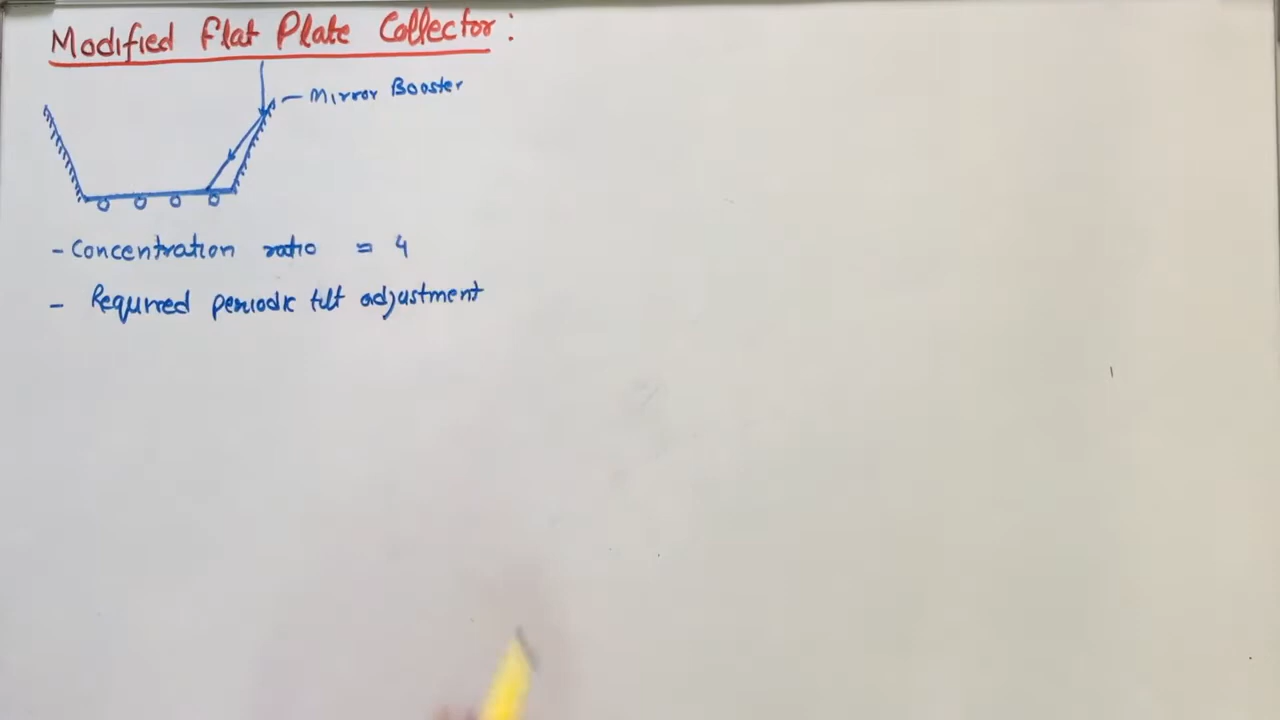 Modified Flat Plate Collector :
- Mirror Booster
- Concentration ratio = 4
- Required periodic tilt adjustment